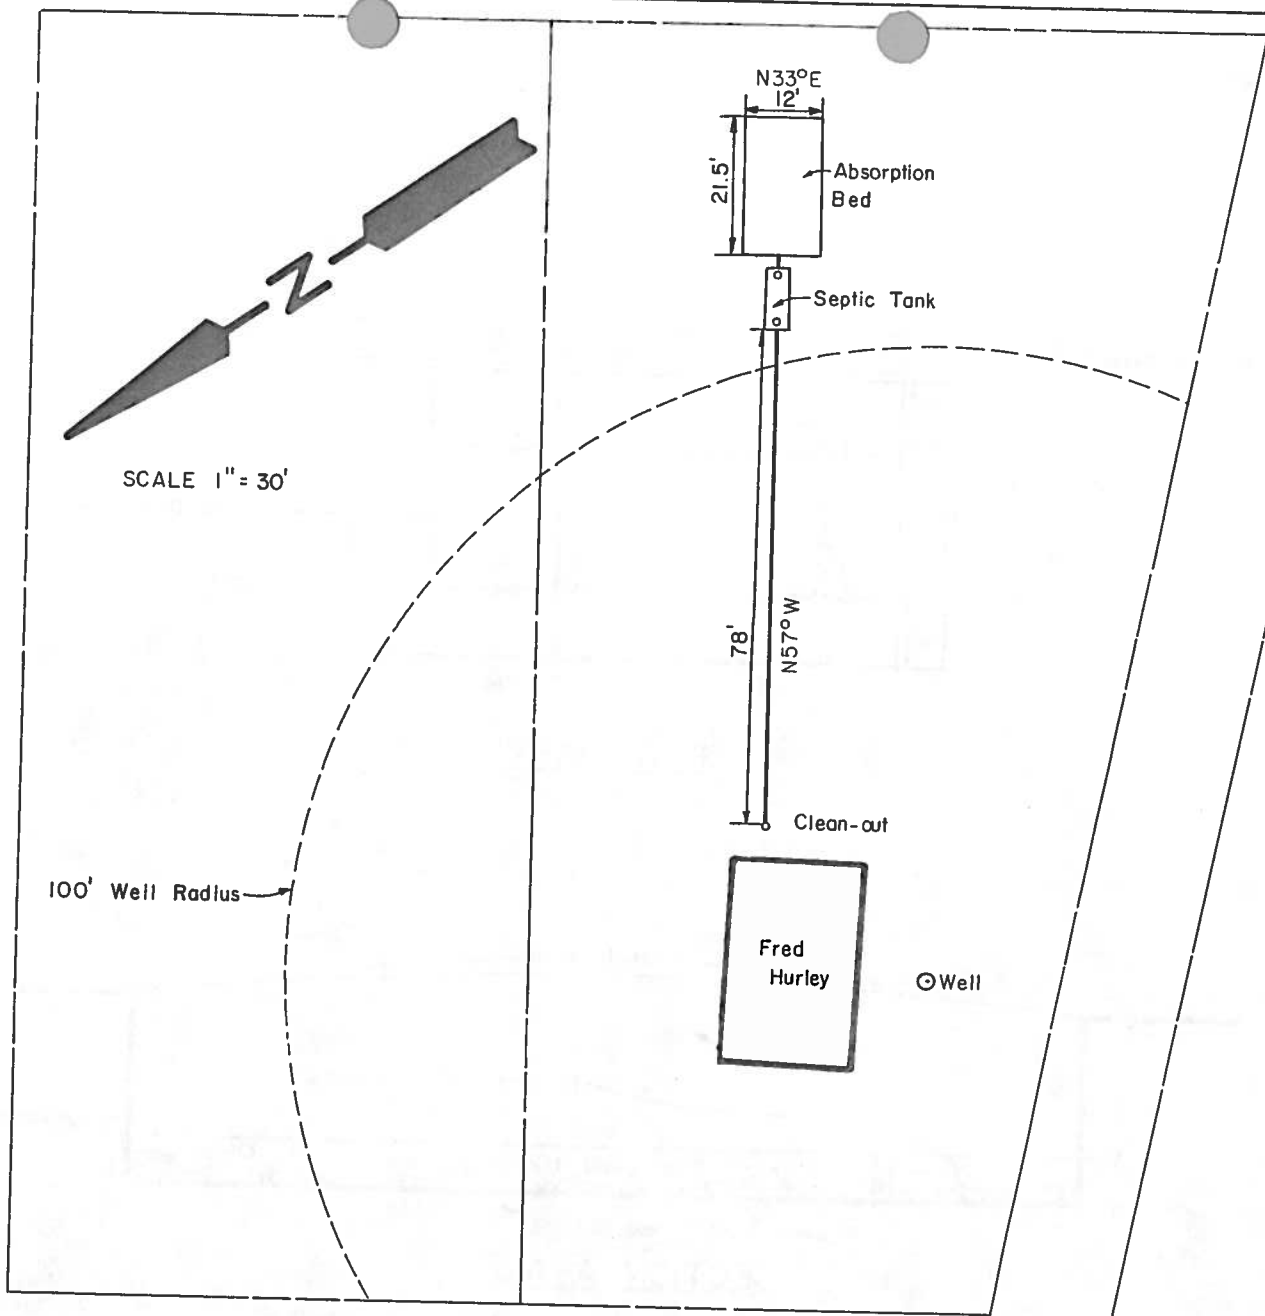 N33°E
12'
21.5'
Absorption
Bed
Septic Tank
N
SCALE 1"=30'
78'
N57°W
Clean-out
100' Well Radius
Fred
Hurley
Well